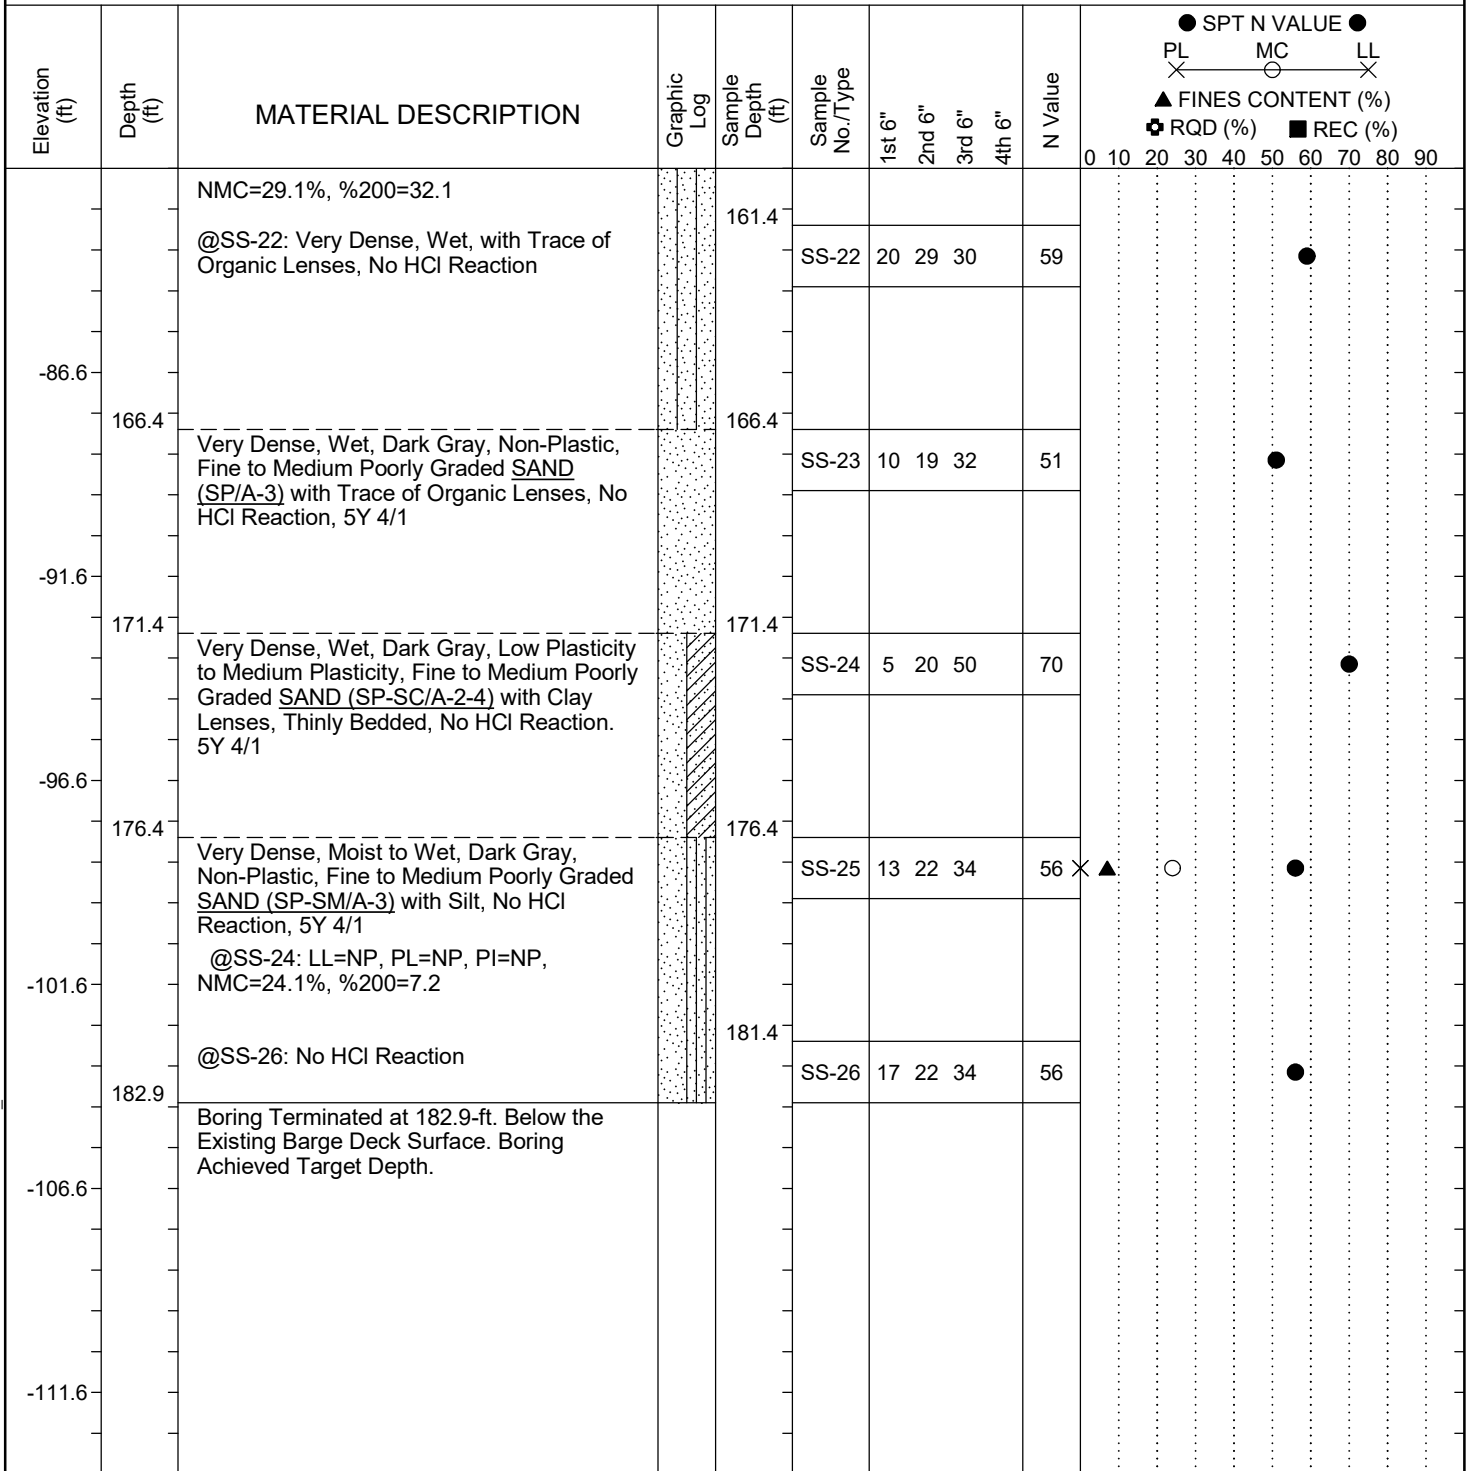 Elevation
(ft)
Depth
(ft)
MATERIAL DESCRIPTION
Graphic
Log
Sample
Depth
(ft)
Sample
No./Type
1st 6"
2nd 6"
3rd 6"
4th 6"
N Value
SPT N VALUE
PL MC LL
FINES CONTENT (%)
RQD (%) REC (%)
0 10 20 30 40 50 60 70 80 90
NMC=29.1%, %200=32.1
161.4
@SS-22: Very Dense, Wet, with Trace of
Organic Lenses, No HCl Reaction
SS-22 20 29 30 59
-86.6
166.4 166.4
Very Dense, Wet, Dark Gray, Non-Plastic,
Fine to Medium Poorly Graded SAND
(SP/A-3) with Trace of Organic Lenses, No
HCl Reaction, 5Y 4/1
SS-23 10 19 32 51
-91.6
171.4 171.4
Very Dense, Wet, Dark Gray, Low Plasticity
to Medium Plasticity, Fine to Medium Poorly
Graded SAND (SP-SC/A-2-4) with Clay
Lenses, Thinly Bedded, No HCl Reaction.
5Y 4/1
SS-24 5 20 50 70
-96.6
176.4 176.4
Very Dense, Moist to Wet, Dark Gray,
Non-Plastic, Fine to Medium Poorly Graded
SAND (SP-SM/A-3) with Silt, No HCl
Reaction, 5Y 4/1
SS-25 13 22 34 56
@SS-24: LL=NP, PL=NP, PI=NP,
NMC=24.1%, %200=7.2
-101.6
181.4
@SS-26: No HCl Reaction
SS-26 17 22 34 56
182.9
Boring Terminated at 182.9-ft. Below the
Existing Barge Deck Surface. Boring
Achieved Target Depth.
-106.6
-111.6